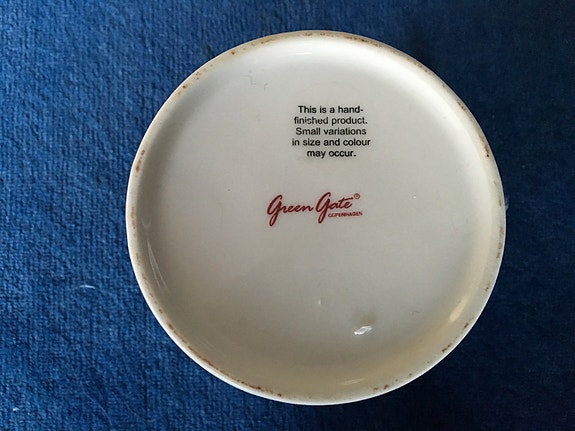 This is a hand-
finished product.
Small variations
in size and colour
may occur.
Green Gate®
COPENHAGEN